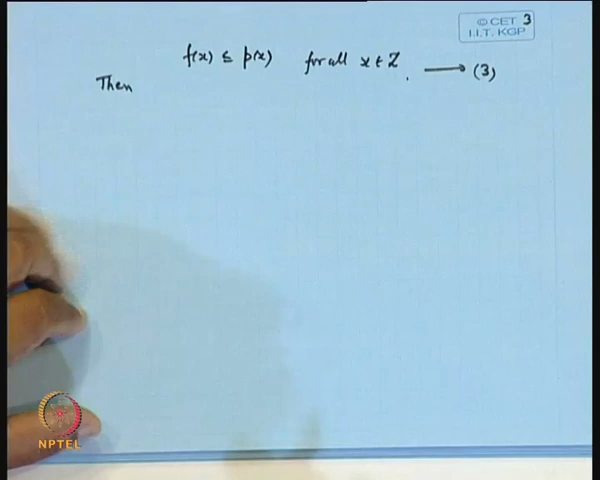 © CET 3
I.I.T. KGP
f(x) ≤ p(x) for all x ∈ Z. ⟶ (3)
Then
NPTEL